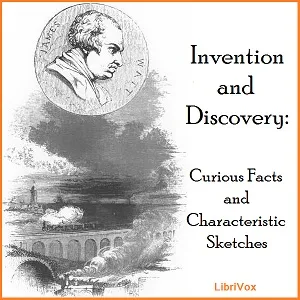 JAMES WATT
Invention
and
Discovery:
Curious Facts
and
Characteristic
Sketches
LibriVox